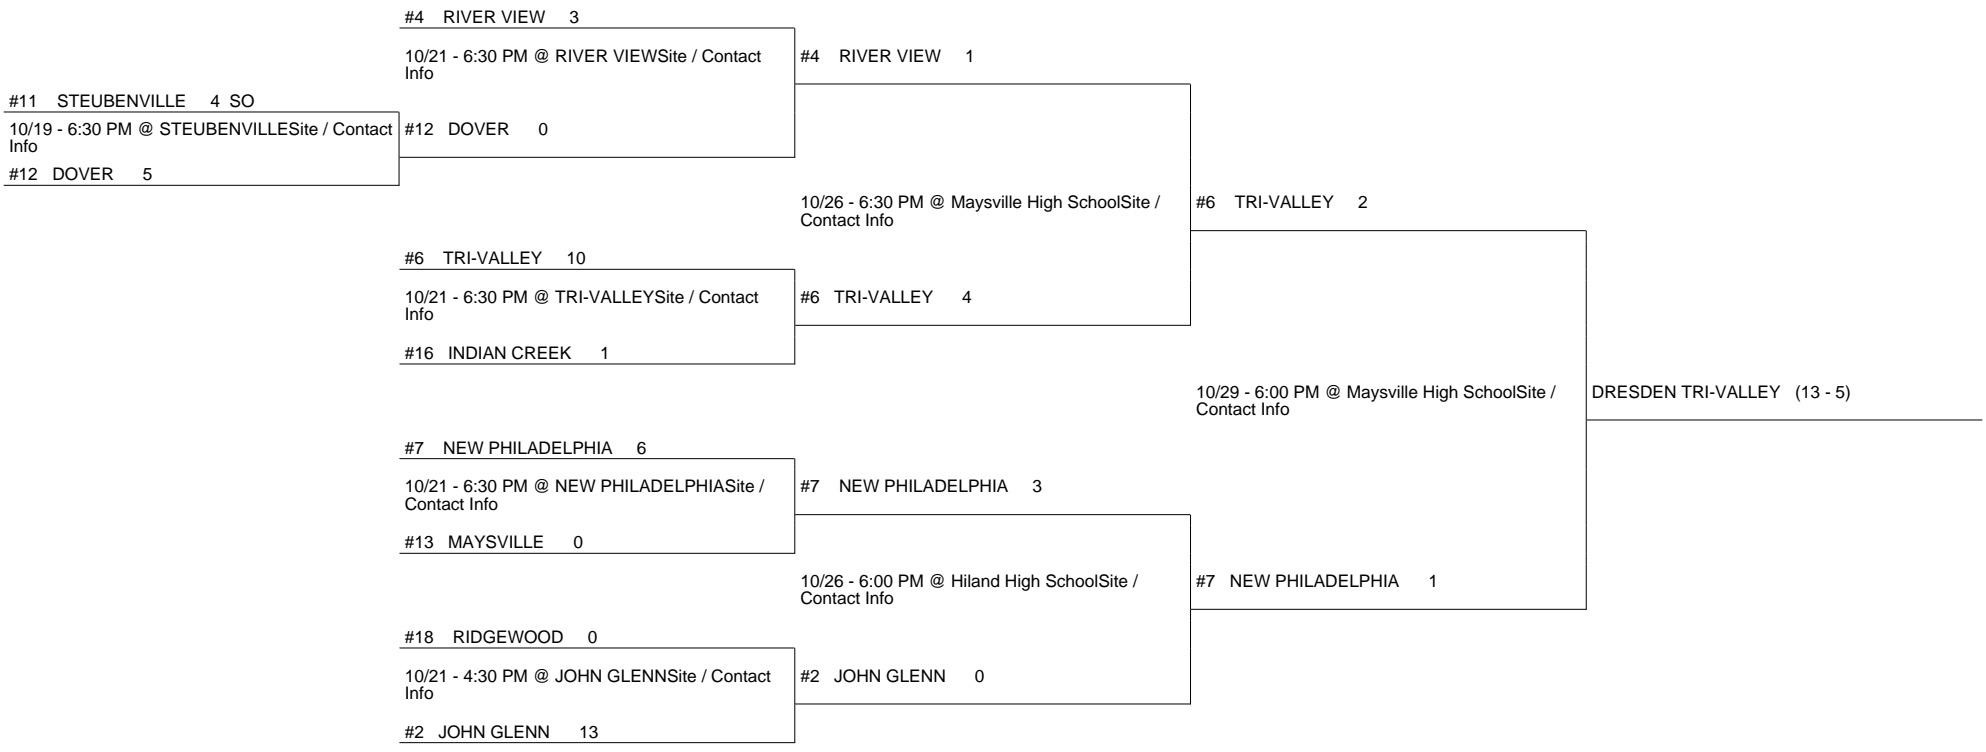 #4 RIVER VIEW 3
10/21 - 6:30 PM @ RIVER VIEWSite / Contact
Info
#4 RIVER VIEW 1
#11 STEUBENVILLE 4 SO
10/19 - 6:30 PM @ STEUBENVILLESite / Contact
Info
#12 DOVER 0
#12 DOVER 5
10/26 - 6:30 PM @ Maysville High SchoolSite /
Contact Info
#6 TRI-VALLEY 2
#6 TRI-VALLEY 10
10/21 - 6:30 PM @ TRI-VALLEYSite / Contact
Info
#6 TRI-VALLEY 4
#16 INDIAN CREEK 1
10/29 - 6:00 PM @ Maysville High SchoolSite /
Contact Info
DRESDEN TRI-VALLEY (13 - 5)
#7 NEW PHILADELPHIA 6
10/21 - 6:30 PM @ NEW PHILADELPHIASite /
Contact Info
#7 NEW PHILADELPHIA 3
#13 MAYSVILLE 0
10/26 - 6:00 PM @ Hiland High SchoolSite /
Contact Info
#7 NEW PHILADELPHIA 1
#18 RIDGEWOOD 0
10/21 - 4:30 PM @ JOHN GLENNSite / Contact
Info
#2 JOHN GLENN 0
#2 JOHN GLENN 13